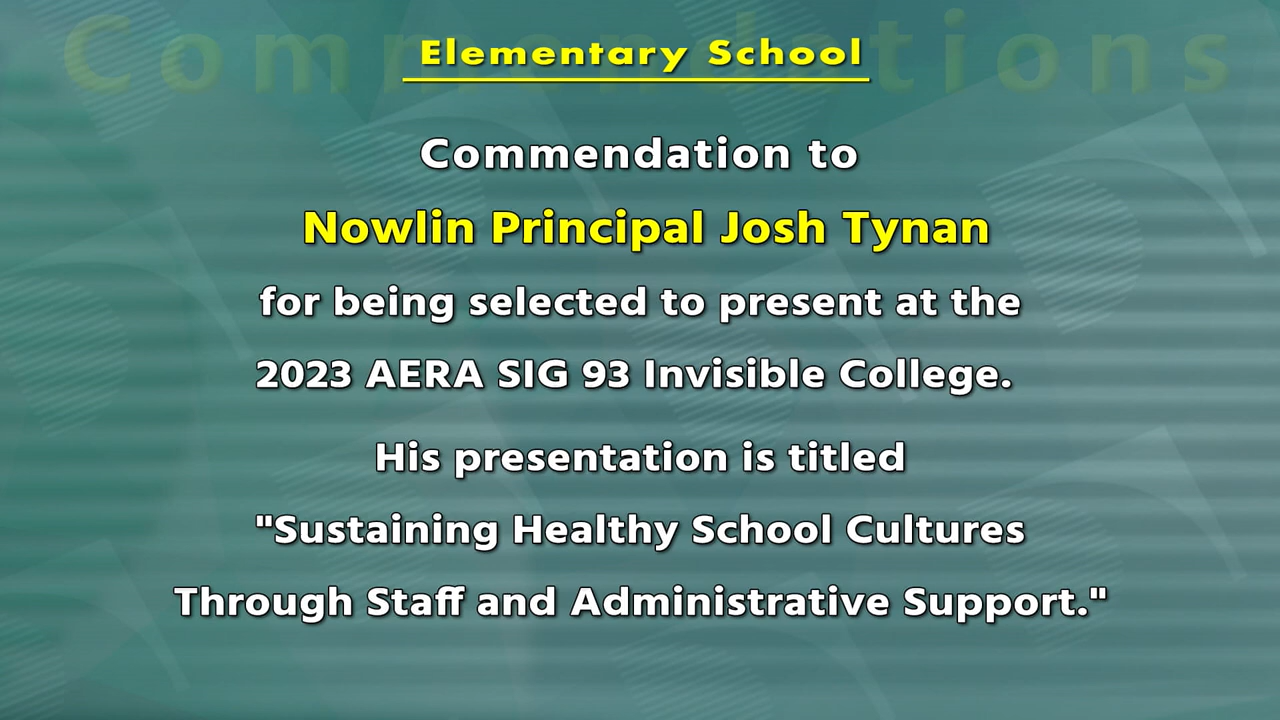 Commendations
Elementary School
Commendation to
Nowlin Principal Josh Tynan
for being selected to present at the
2023 AERA SIG 93 Invisible College.
His presentation is titled
"Sustaining Healthy School Cultures
Through Staff and Administrative Support."